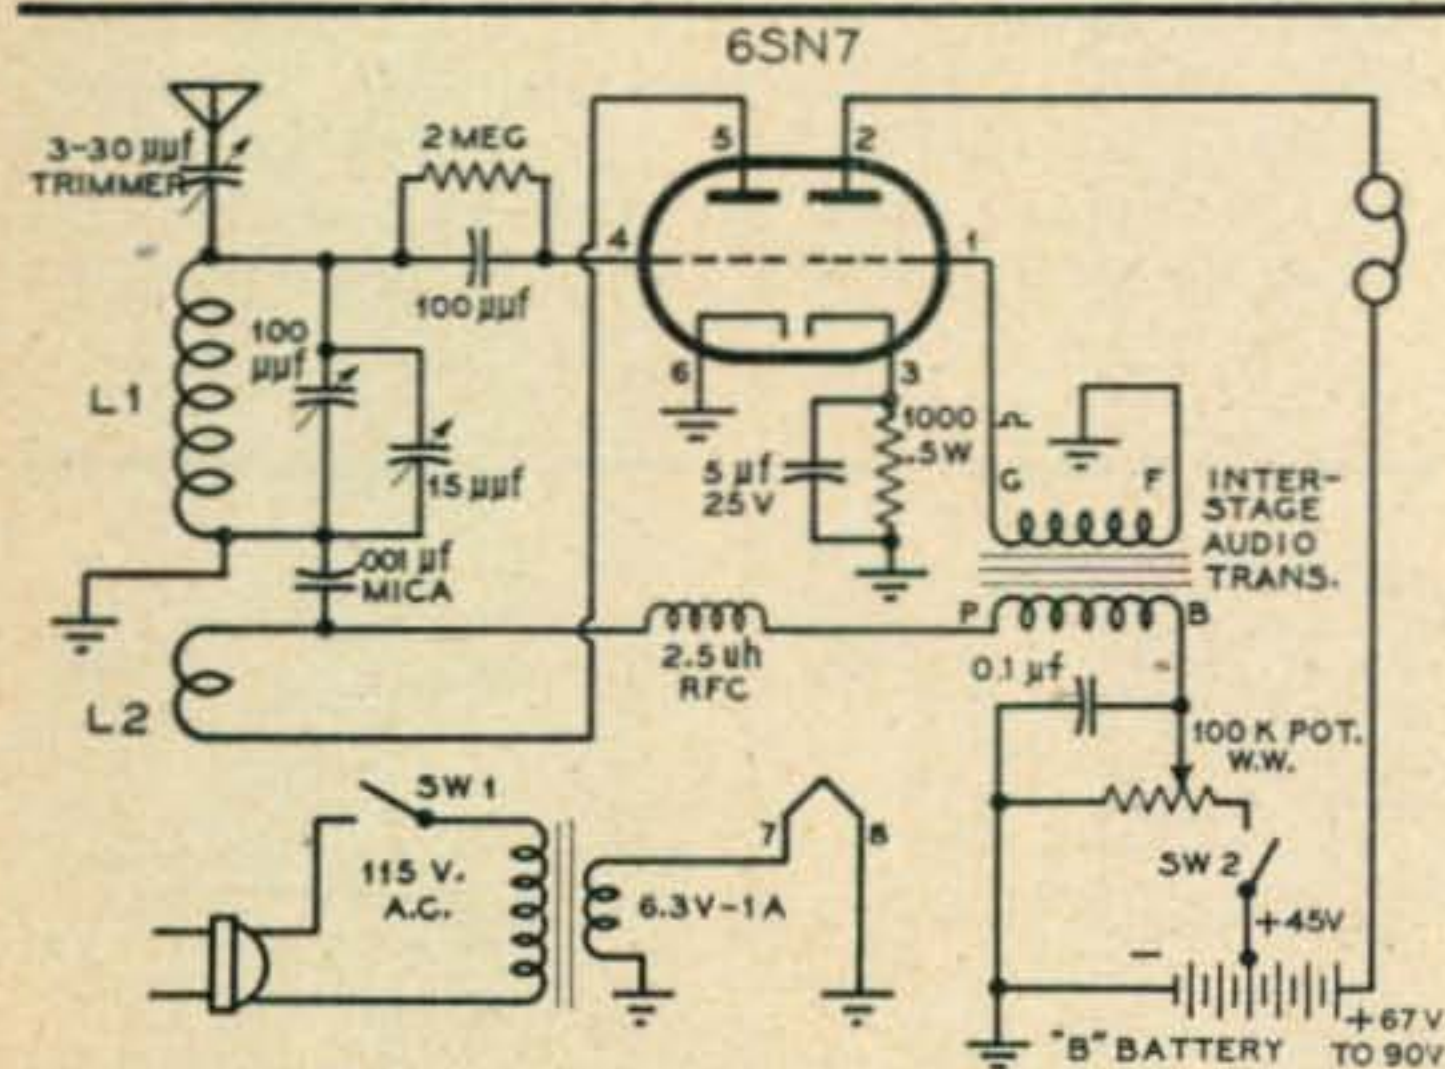 6SN7
3-30 µµf
TRIMMER
2 MEG
100 µµf
5
2
4
1
6
3
L1
100
µµf
15 µµf
.001 µf
MICA
1000 Ω
.5W
5 µf
25V
G
F
INTER-
STAGE
AUDIO
TRANS.
P
B
2.5 uh
RFC
0.1 µf
L2
100 K POT.
W.W.
SW 1
115 V.
A.C.
7
8
6.3V-1A
SW 2
+45V
−
+67V
TO 90V
"B" BATTERY